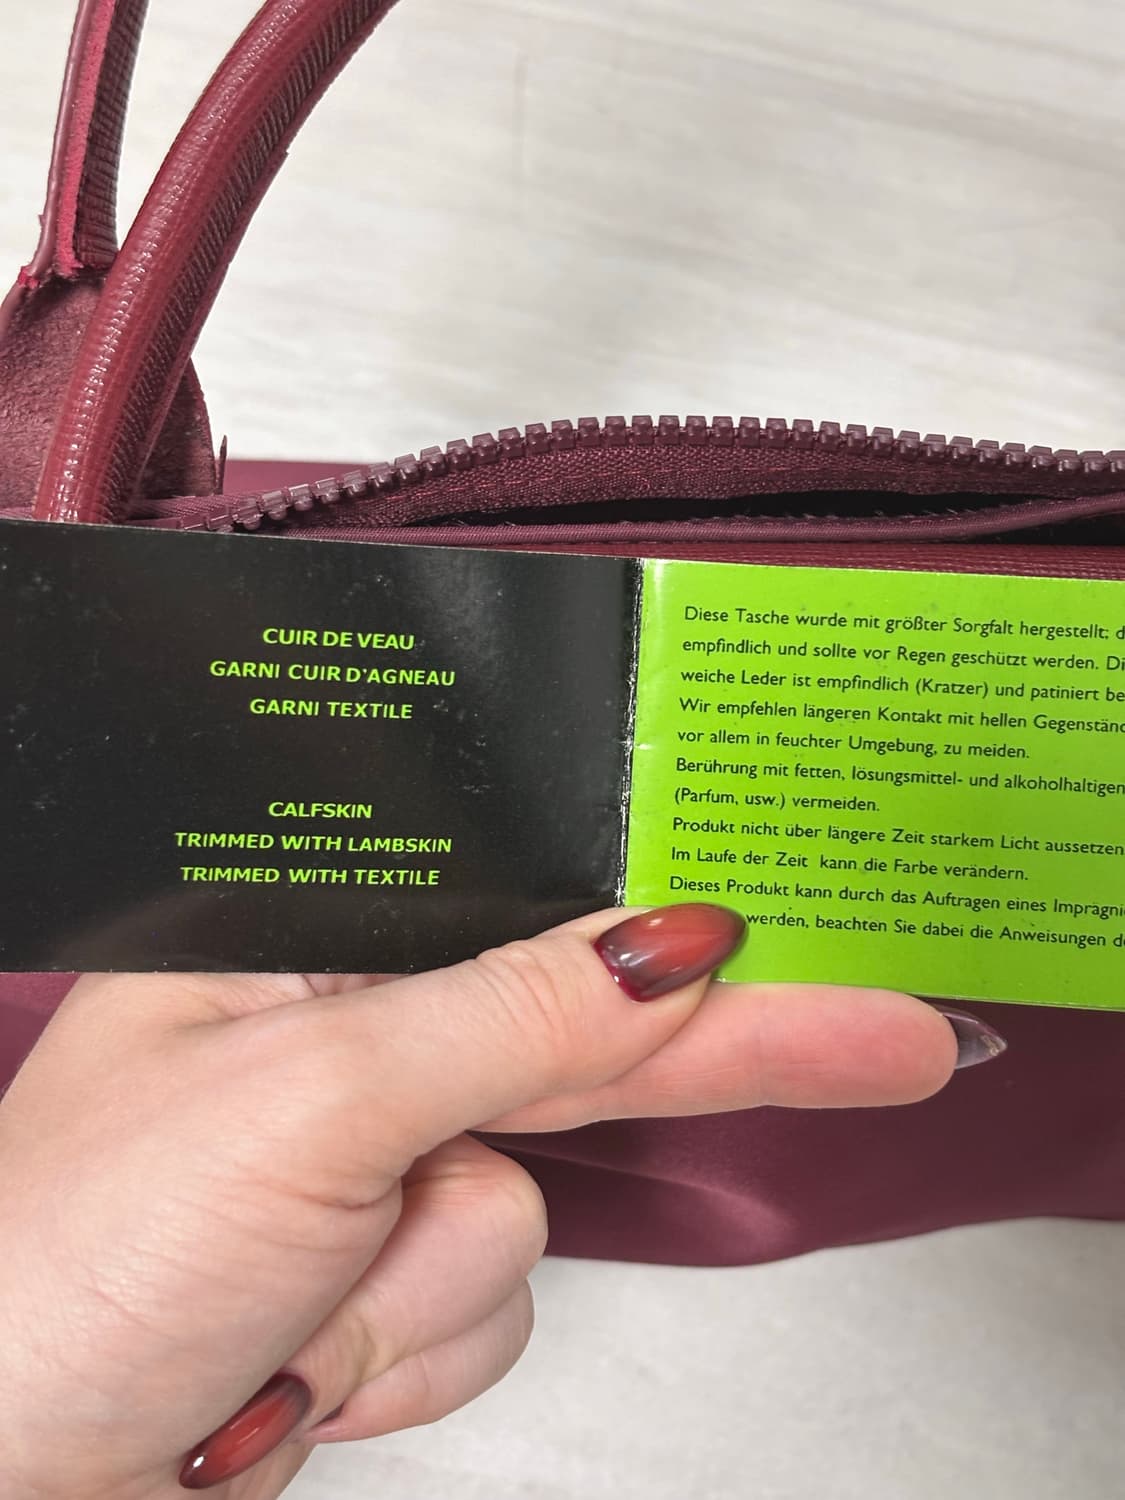 CUIR DE VEAU
GARNI CUIR D'AGNEAU
GARNI TEXTILE
CALFSKIN
TRIMMED WITH LAMBSKIN
TRIMMED WITH TEXTILE
Diese Tasche wurde mit größter Sorgfalt hergestellt;
empfindlich und sollte vor Regen geschützt werden.
weiche Leder ist empfindlich (Kratzer) und patiniert
Wir empfehlen längeren Kontakt mit hellen
vor allem in feuchter Umgebung, zu meiden.
Berührung mit fetten, lösungsmittel- und alkoholhaltigen
(Parfum, usw.) vermeiden.
Produkt nicht über längere Zeit starkem Licht aussetzen
Im Laufe der Zeit kann die Farbe verändern.
Dieses Produkt kann durch das Auftragen eines
werden, beachten Sie dabei die Anweisungen